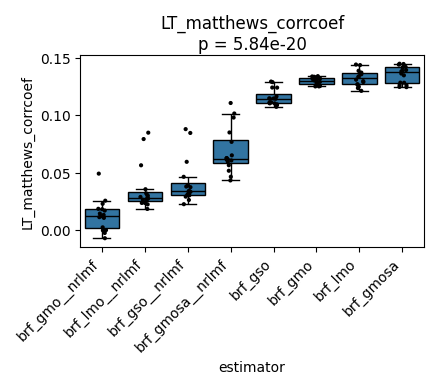 LT_matthews_corrcoef
p = 5.84e-20
LT_matthews_corrcoef
0.15
0.10
0.05
0.00
brf_gmo__nrlmf
brf_lmo__nrlmf
brf_gso__nrlmf
brf_gmosa__nrlmf
brf_gso
brf_gmo
brf_lmo
brf_gmosa
estimator